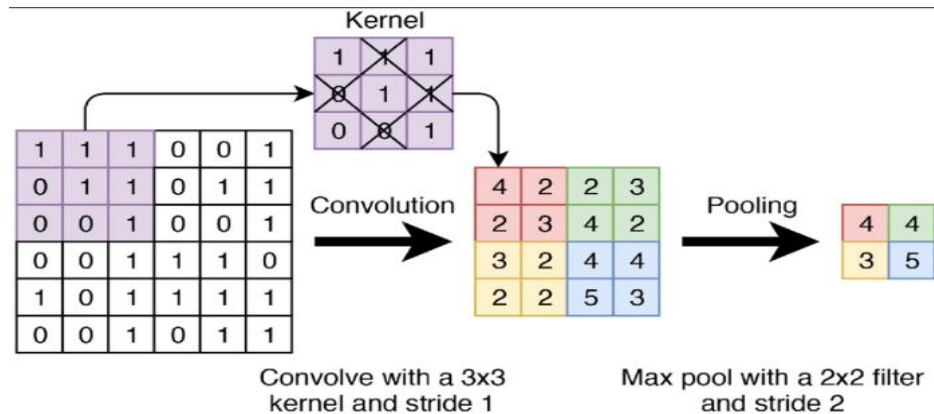 Kernel
1 1 1
0 1 1
0 0 1
1 1 1 0 0 1
0 1 1 0 1 1
0 0 1 0 0 1
0 0 1 1 1 0
1 0 1 1 1 1
0 0 1 0 1 1
Convolution
4 2 2 3
2 3 4 2
3 2 4 4
2 2 5 3
Pooling
4 4
3 5
Convolve with a 3x3
kernel and stride 1
Max pool with a 2x2 filter
and stride 2